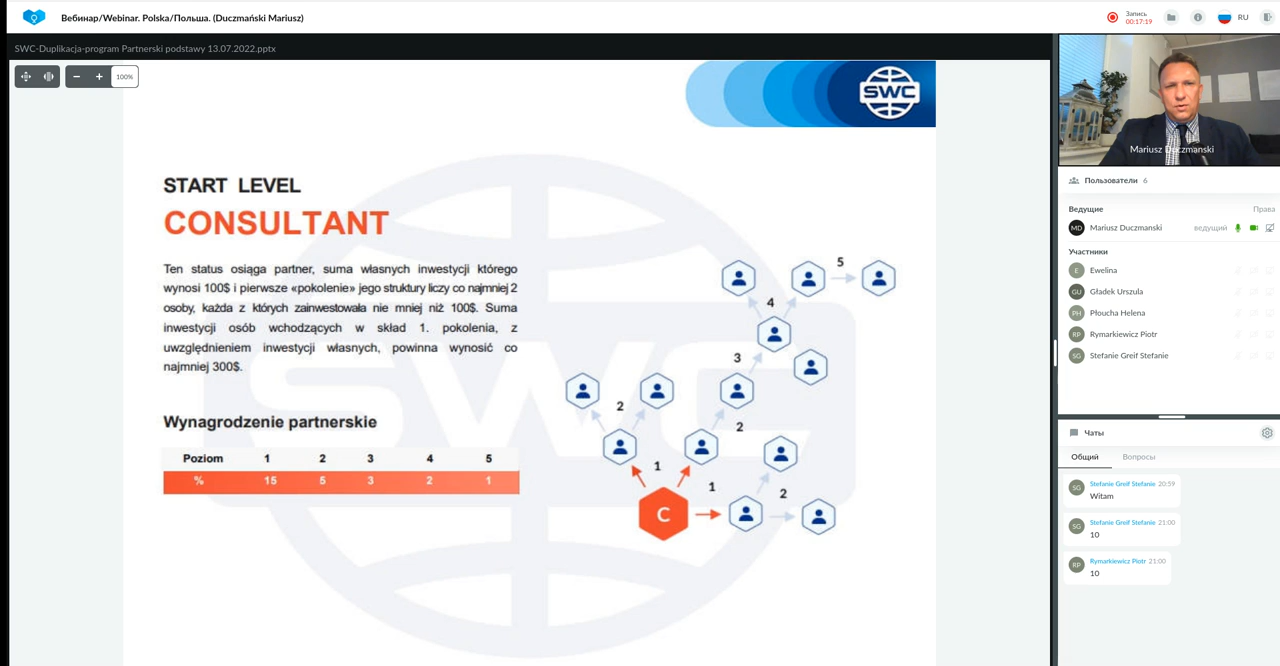 Вебинар/Webinar. Polska/Польша. (Duczmański Mariusz)
Запись
00:17:19
RU
SWC-Duplikacja-program Partnerski podstawy 13.07.2022.pptx
100%
SWC
START LEVEL
CONSULTANT
Ten status osiąga partner, suma własnych inwestycji którego
wynosi 100$ i pierwsze «pokolenie» jego struktury liczy co najmniej 2
osoby, każda z których zainwestowała nie mniej niż 100$. Suma
inwestycji osób wchodzących w skład 1. pokolenia, z
uwzględnieniem inwestycji własnych, powinna wynosić co
najmniej 300$.
Wynagrodzenie partnerskie
Poziom 1 2 3 4 5
% 15 5 3 2 1
5
4
3
2
2
1
1
2
C
SWC
Mariusz Duczmanski
Пользователи 6
Ведущие Права
MD Mariusz Duczmanski ведущий
Участники
E Ewelina
GU Gładek Urszula
PH Płoucha Helena
RP Rymarkiewicz Piotr
SG Stefanie Greif Stefanie
Чаты
Общий Вопросы
SG Stefanie Greif Stefanie 20:59
Witam
SG Stefanie Greif Stefanie 21:00
10
RP Rymarkiewicz Piotr 21:00
10